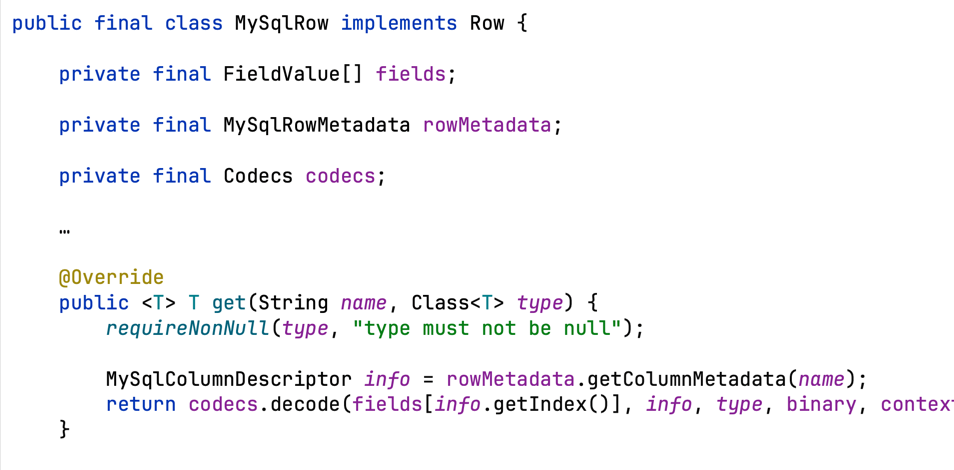 public final class MySqlRow implements Row {
private final FieldValue[] fields;
private final MySqlRowMetadata rowMetadata;
private final Codecs codecs;
…
@Override
public <T> T get(String name, Class<T> type) {
requireNonNull(type, "type must not be null");
MySqlColumnDescriptor info = rowMetadata.getColumnMetadata(name);
return codecs.decode(fields[info.getIndex()], info, type, binary, context
}